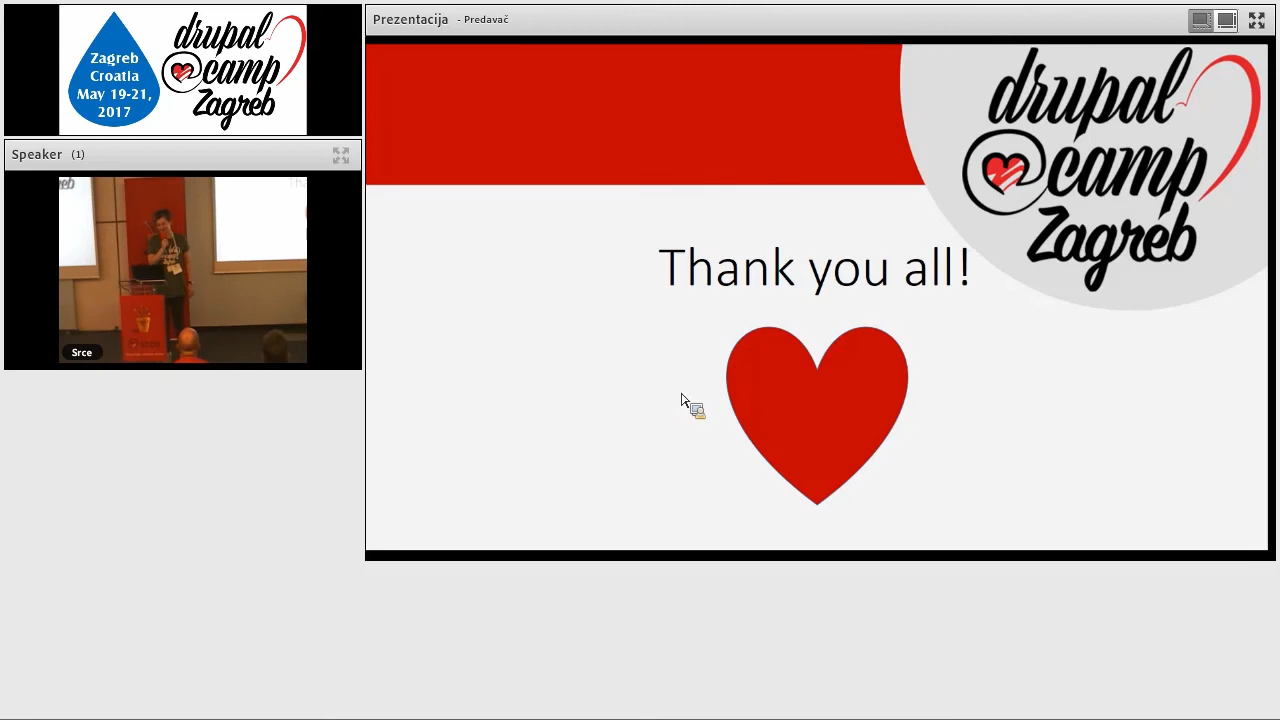 Zagreb
Croatia
May 19-21,
2017
drupal
@camp
Zagreb
Speaker (1)
Srce
Prezentacija - Predavač
drupal
@camp
Zagreb
Thank you all!